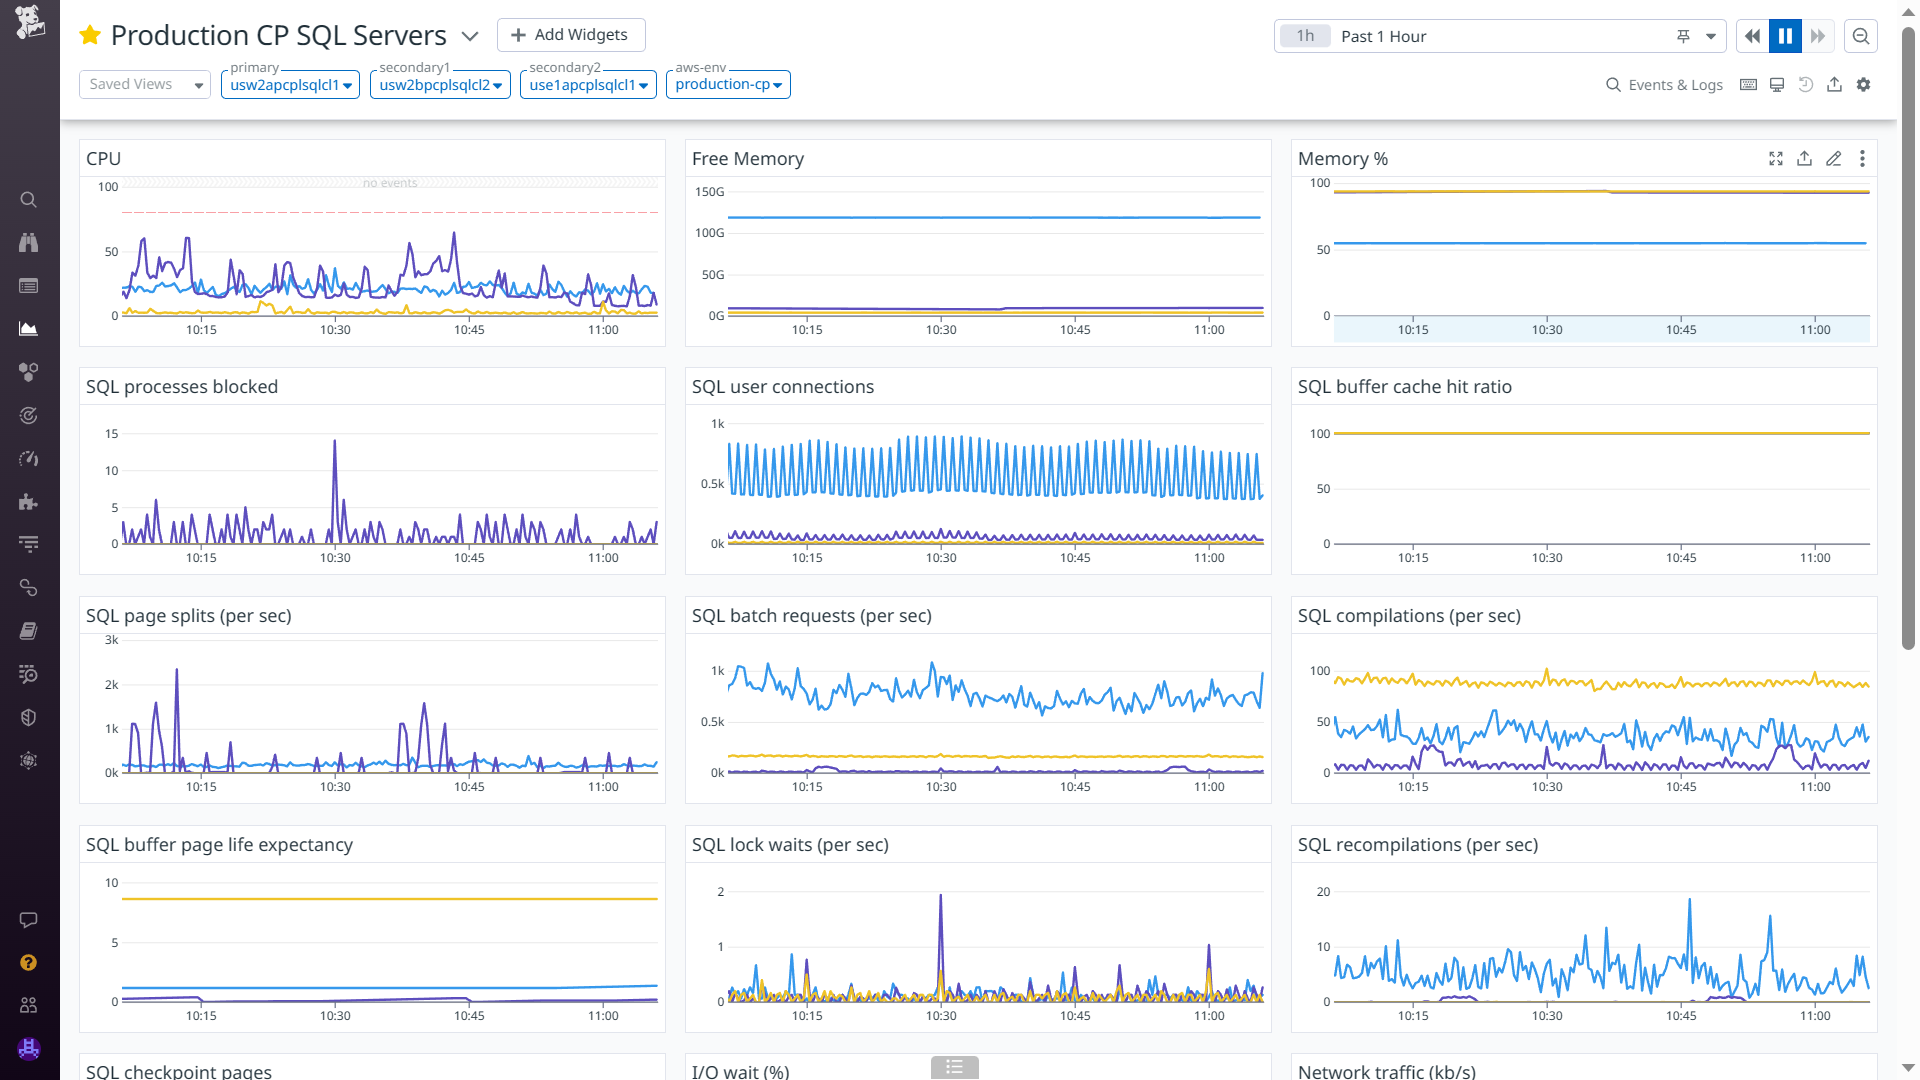 Production CP SQL Servers
Add Widgets
1h Past 1 Hour
Saved Views
primary
usw2apcplsqlcl1
secondary1
usw2bpcplsqlcl2
secondary2
use1apcplsqlcl1
aws-env
production-cp
Events & Logs
CPU
no events
100
50
0
10:15 10:30 10:45 11:00
Free Memory
150G
100G
50G
0G
10:15 10:30 10:45 11:00
Memory %
100
50
0
10:15 10:30 10:45 11:00
SQL processes blocked
15
10
5
0
10:15 10:30 10:45 11:00
SQL user connections
1k
0.5k
0k
10:15 10:30 10:45 11:00
SQL buffer cache hit ratio
100
50
0
10:15 10:30 10:45 11:00
SQL page splits (per sec)
3k
2k
1k
0k
10:15 10:30 10:45 11:00
SQL batch requests (per sec)
1k
0.5k
0k
10:15 10:30 10:45 11:00
SQL compilations (per sec)
100
50
0
10:15 10:30 10:45 11:00
SQL buffer page life expectancy
10
5
0
10:15 10:30 10:45 11:00
SQL lock waits (per sec)
2
1
0
10:15 10:30 10:45 11:00
SQL recompilations (per sec)
20
10
0
10:15 10:30 10:45 11:00
SQL checkpoint pages
I/O wait (%)
Network traffic (kb/s)